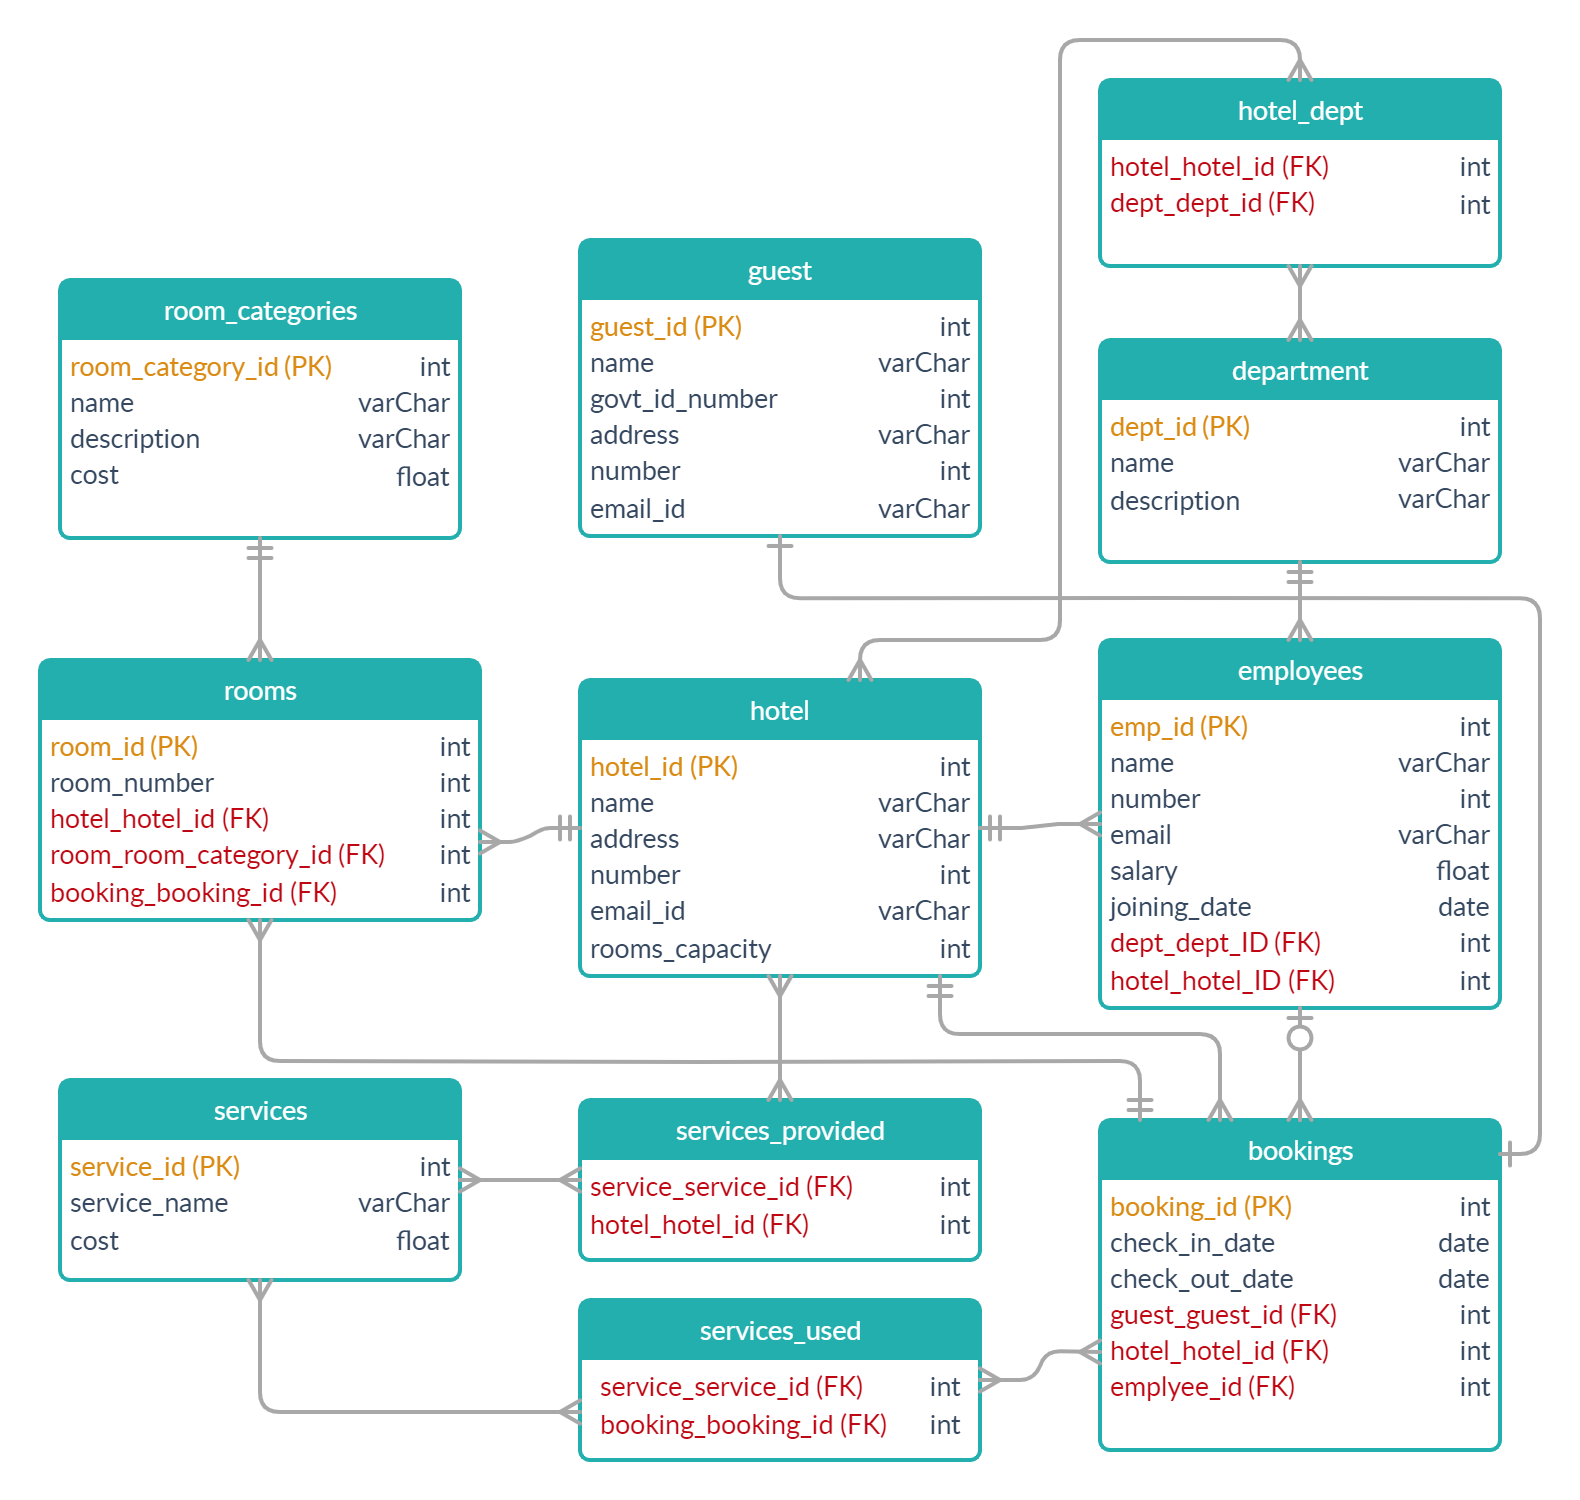 hotel_dept
hotel_hotel_id (FK) int
dept_dept_id (FK) int
guest
guest_id (PK) int
name varChar
govt_id_number int
address varChar
number int
email_id varChar
room_categories
room_category_id (PK) int
name varChar
description varChar
cost float
department
dept_id (PK) int
name varChar
description varChar
rooms
room_id (PK) int
room_number int
hotel_hotel_id (FK) int
room_room_category_id (FK) int
booking_booking_id (FK) int
hotel
hotel_id (PK) int
name varChar
address varChar
number int
email_id varChar
rooms_capacity int
employees
emp_id (PK) int
name varChar
number int
email varChar
salary float
joining_date date
dept_dept_ID (FK) int
hotel_hotel_ID (FK) int
services
service_id (PK) int
service_name varChar
cost float
services_provided
service_service_id (FK) int
hotel_hotel_id (FK) int
bookings
booking_id (PK) int
check_in_date date
check_out_date date
guest_guest_id (FK) int
hotel_hotel_id (FK) int
emplyee_id (FK) int
services_used
service_service_id (FK) int
booking_booking_id (FK) int